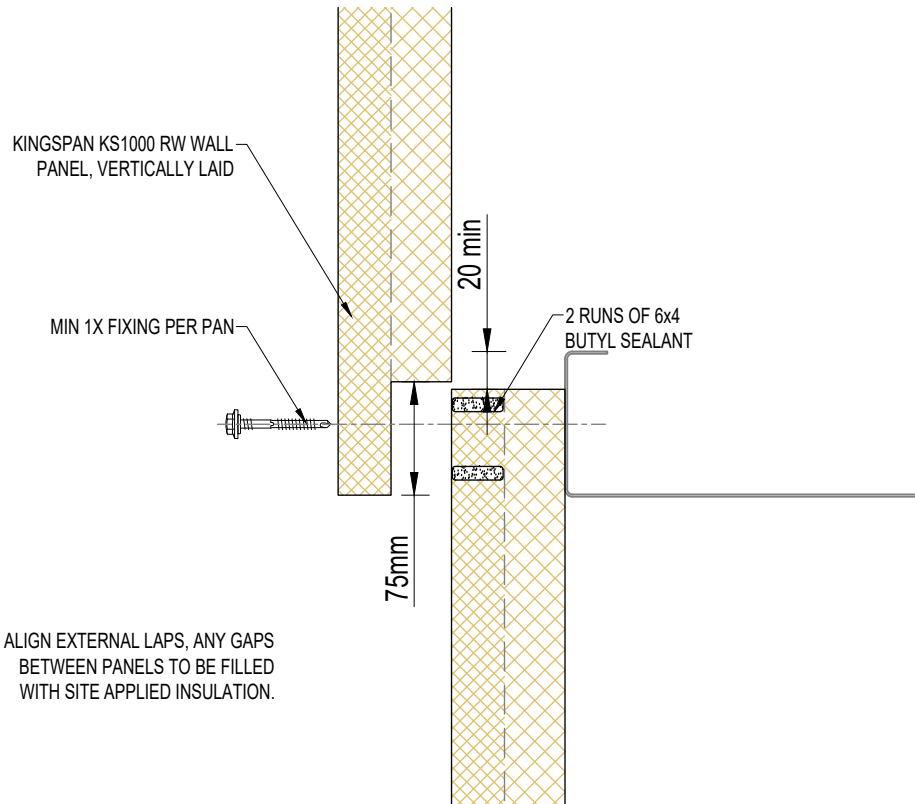 KINGSPAN KS1000 RW WALL
PANEL, VERTICALLY LAID
20 min
MIN 1X FIXING PER PAN
2 RUNS OF 6x4
BUTYL SEALANT
75mm
ALIGN EXTERNAL LAPS, ANY GAPS
BETWEEN PANELS TO BE FILLED
WITH SITE APPLIED INSULATION.